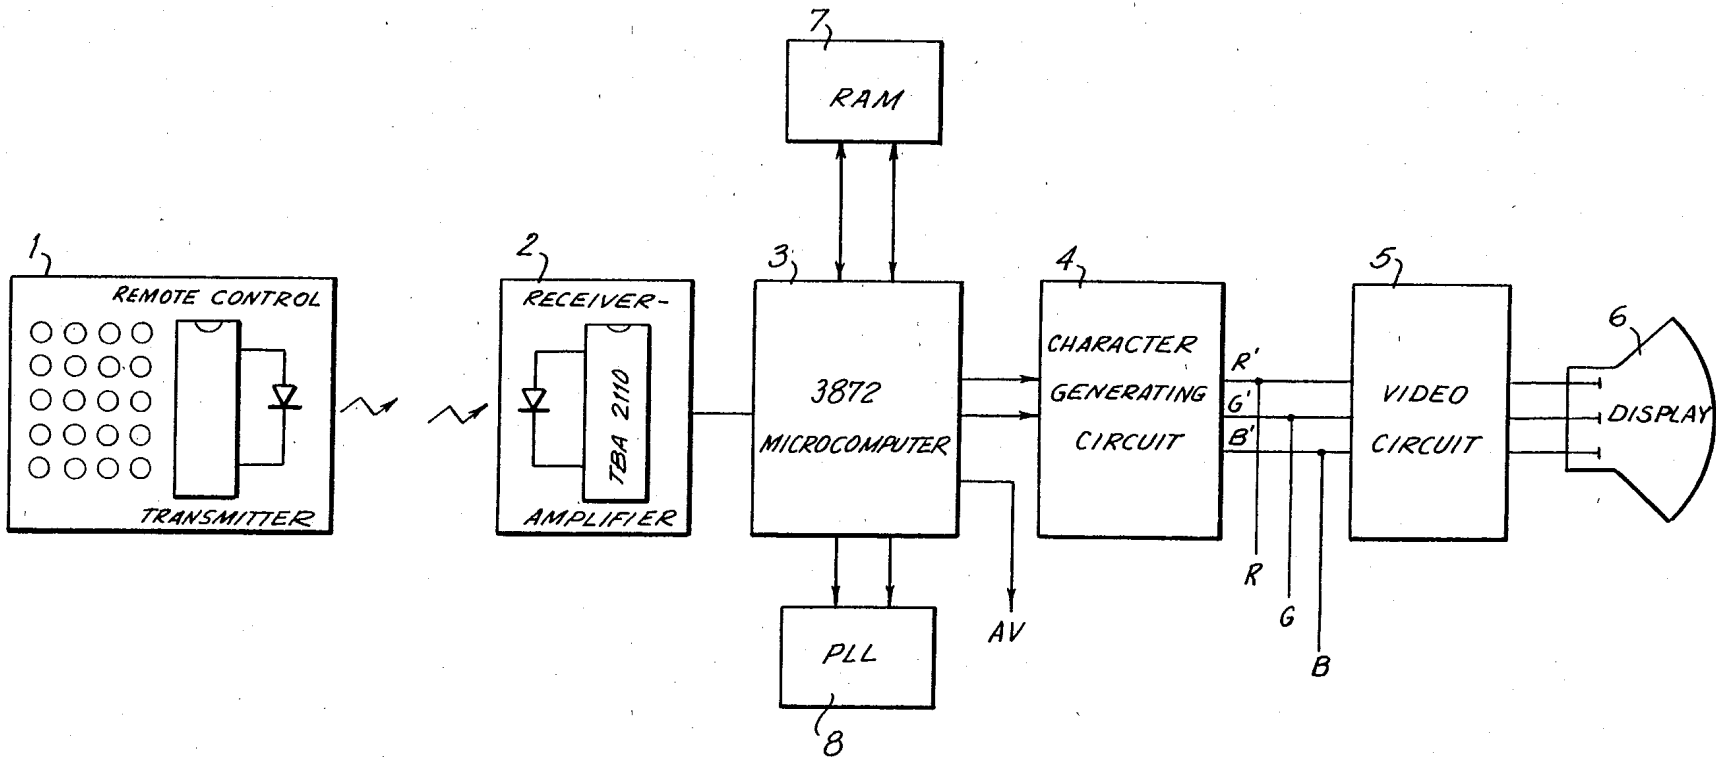 7
RAM
1
REMOTE CONTROL
TRANSMITTER
2
RECEIVER-
TBA 2110
AMPLIFIER
3
3872
MICROCOMPUTER
4
CHARACTER
GENERATING
CIRCUIT
R'
G'
B'
R
G
B
5
VIDEO
CIRCUIT
6
DISPLAY
AV
PLL
8